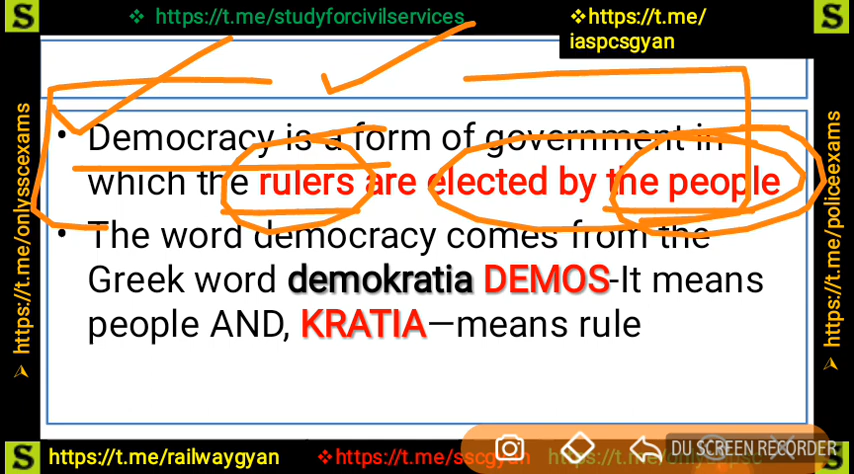 S
❖ https://t.me/studyforcivilservices
❖https://t.me/
iaspcsgyan
S
➤ https://t.me/onlysscexams
• Democracy is a form of government in
which the rulers are elected by the people
• The word democracy comes from the
Greek word demokratia DEMOS-It means
people AND, KRATIA—means rule
➤ https://t.me/policeexams
S
https://t.me/railwaygyan
❖https://t.me/sscgyan
https://t.me/
DU SCREEN RECORDER
S